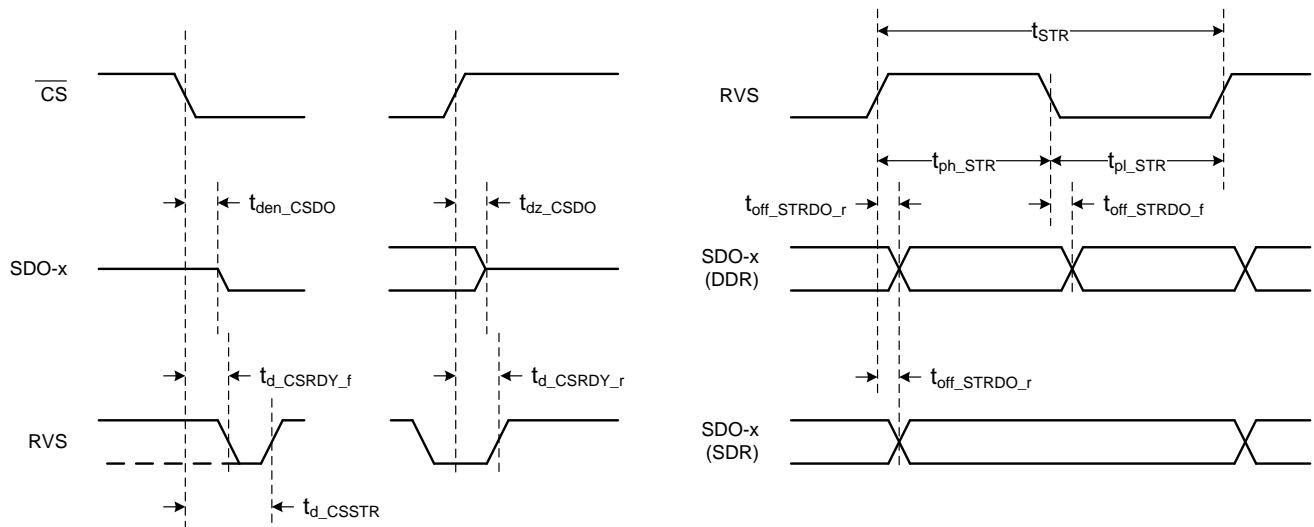 CS
t_den_CSDO
t_dz_CSDO
SDO-x
t_d_CSRDY_f
t_d_CSRDY_r
RVS
t_d_CSSTR
t_STR
RVS
t_ph_STR
t_pl_STR
t_off_STRDO_r
t_off_STRDO_f
SDO-x
(DDR)
t_off_STRDO_r
SDO-x
(SDR)